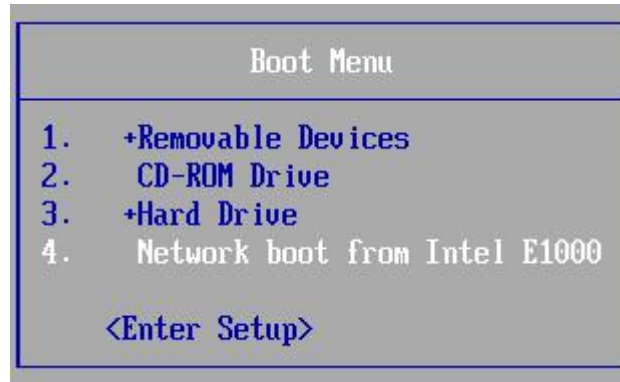 Boot Menu
1. +Removable Devices
2. CD-ROM Drive
3. +Hard Drive
4. Network boot from Intel E1000
<Enter Setup>